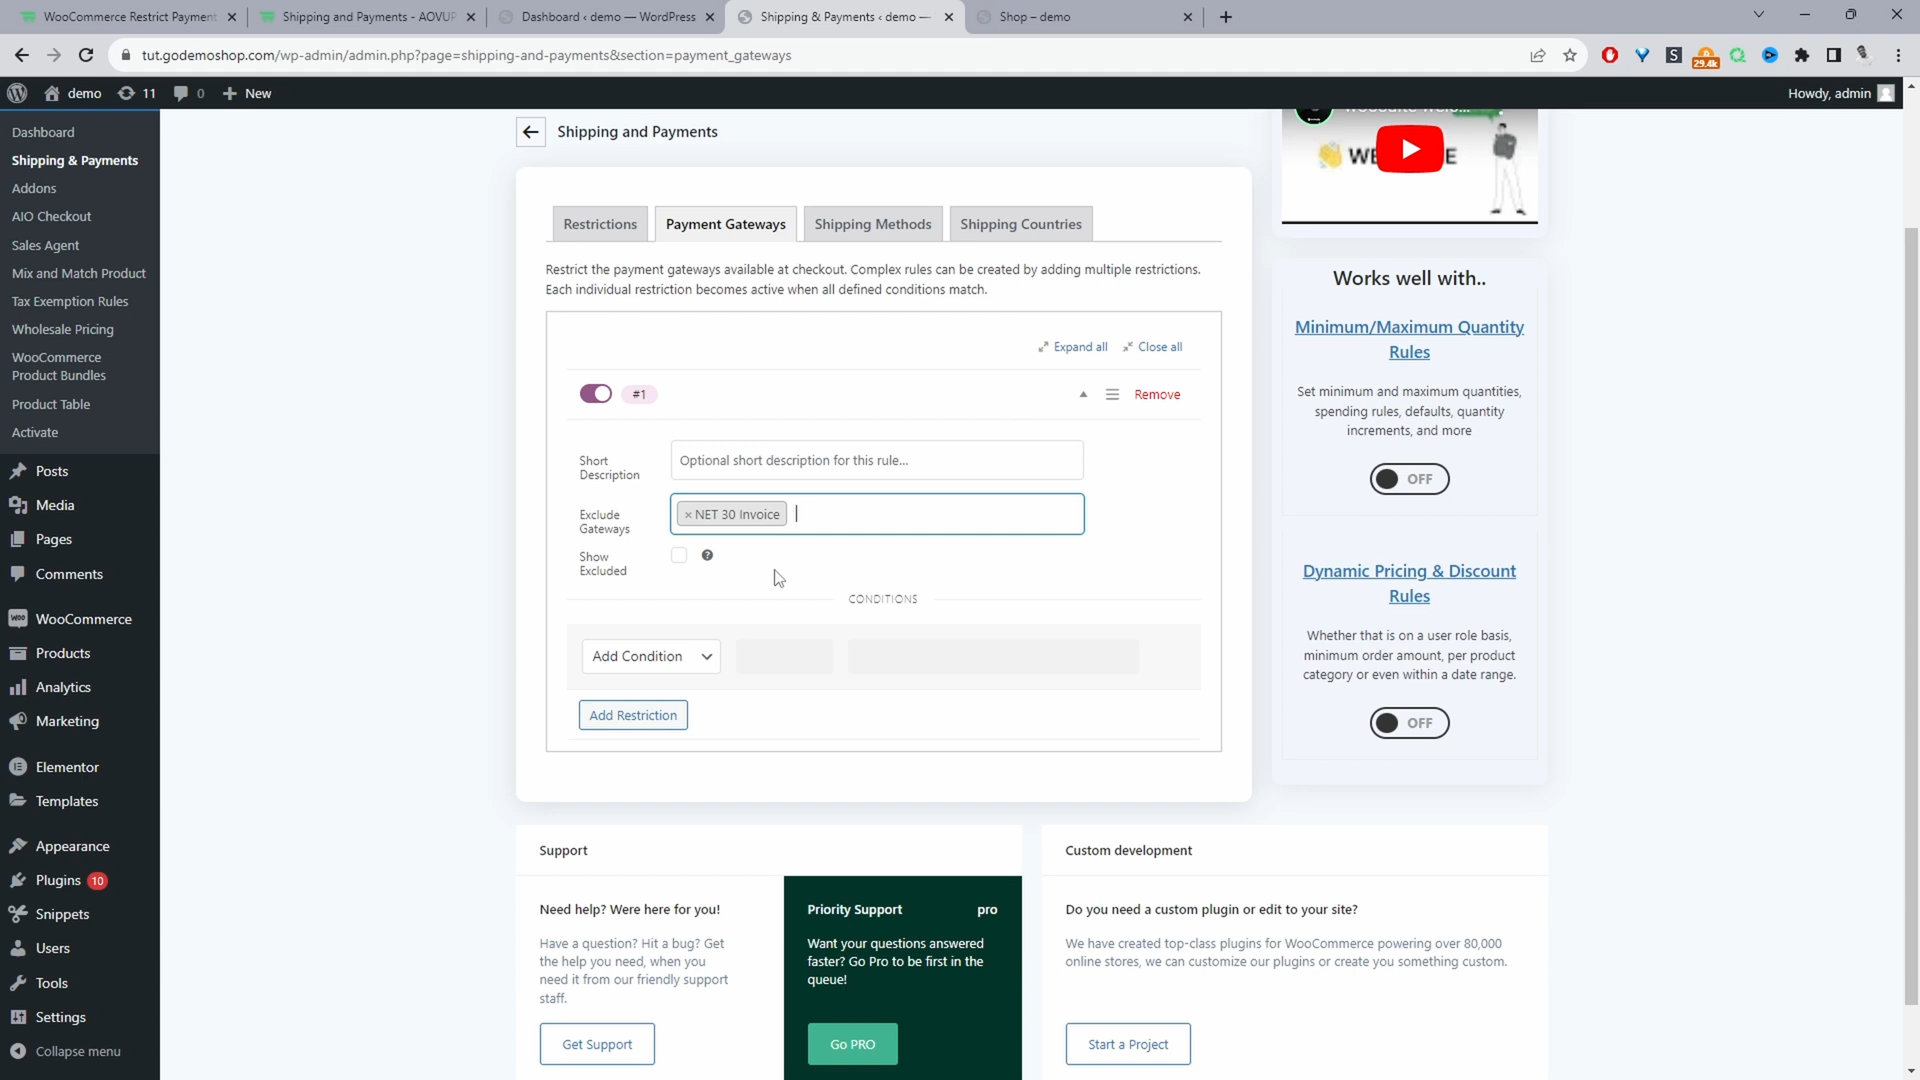 WooCommerce Restrict Payment
Shipping and Payments - AOVUP
Dashboard ‹ demo — WordPress
Shipping & Payments ‹ demo —
Shop – demo
tut.godemoshop.com/wp-admin/admin.php?page=shipping-and-payments&section=payment_gateways
29.4k
demo
11
0
New
Howdy, admin
Dashboard
Shipping & Payments
Addons
AIO Checkout
Sales Agent
Mix and Match Product
Tax Exemption Rules
Wholesale Pricing
WooCommerce
Product Bundles
Product Table
Activate
Posts
Media
Pages
Comments
WooCommerce
Products
Analytics
Marketing
Elementor
Templates
Appearance
Plugins 10
Snippets
Users
Tools
Settings
Collapse menu
Shipping and Payments
Restrictions
Payment Gateways
Shipping Methods
Shipping Countries
Restrict the payment gateways available at checkout. Complex rules can be created by adding multiple restrictions.
Each individual restriction becomes active when all defined conditions match.
Expand all
Close all
#1
Remove
Short
Description
Optional short description for this rule...
Exclude
Gateways
× NET 30 Invoice
Show
Excluded
CONDITIONS
Add Condition
Add Restriction
Works well with..
Minimum/Maximum Quantity
Rules
Set minimum and maximum quantities,
spending rules, defaults, quantity
increments, and more
OFF
Dynamic Pricing & Discount
Rules
Whether that is on a user role basis,
minimum order amount, per product
category or even within a date range.
OFF
Support
Need help? Were here for you!
Have a question? Hit a bug? Get
the help you need, when you
need it from our friendly support
staff.
Get Support
Priority Support
pro
Want your questions answered
faster? Go Pro to be first in the
queue!
Go PRO
Custom development
Do you need a custom plugin or edit to your site?
We have created top-class plugins for WooCommerce powering over 80,000
online stores, we can customize our plugins or create you something custom.
Start a Project